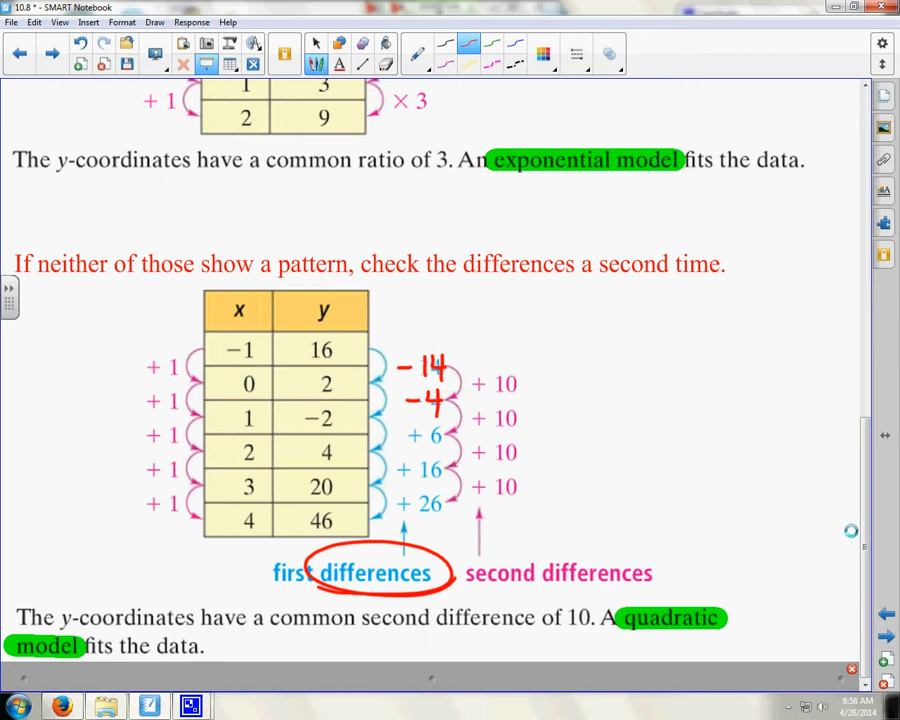 10.8 * - SMART Notebook
File Edit View Insert Format Draw Response Help
1 3
+ 1 × 3
2 9
The y-coordinates have a common ratio of 3. An exponential model fits the data.
If neither of those show a pattern, check the differences a second time.
x y
−1 16
+ 1 −14
0 2 + 10
+ 1 −4
1 −2 + 10
+ 1 + 6
2 4 + 10
+ 1 + 16
3 20 + 10
+ 1 + 26
4 46
first differences second differences
The y-coordinates have a common second difference of 10. A quadratic
model fits the data.
8:58 AM
4/28/2014